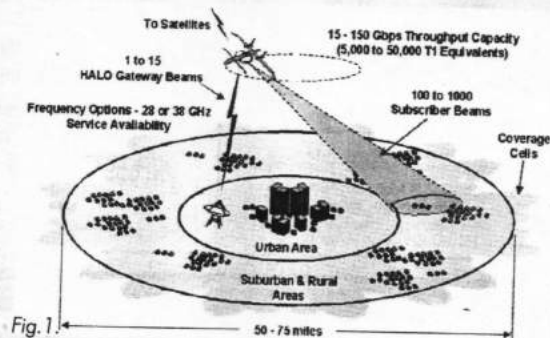 To Satellites
15 - 150 Gbps Throughput Capacity
(5,000 to 50,000 T1 Equivalents)
1 to 15
HALO Gateway Beams
100 to 1000
Subscriber Beams
Frequency Options - 28 or 38 GHz
Service Availability
Coverage
Cells
Urban Area
Suburban & Rural
Areas
Fig.1.
50 - 75 miles